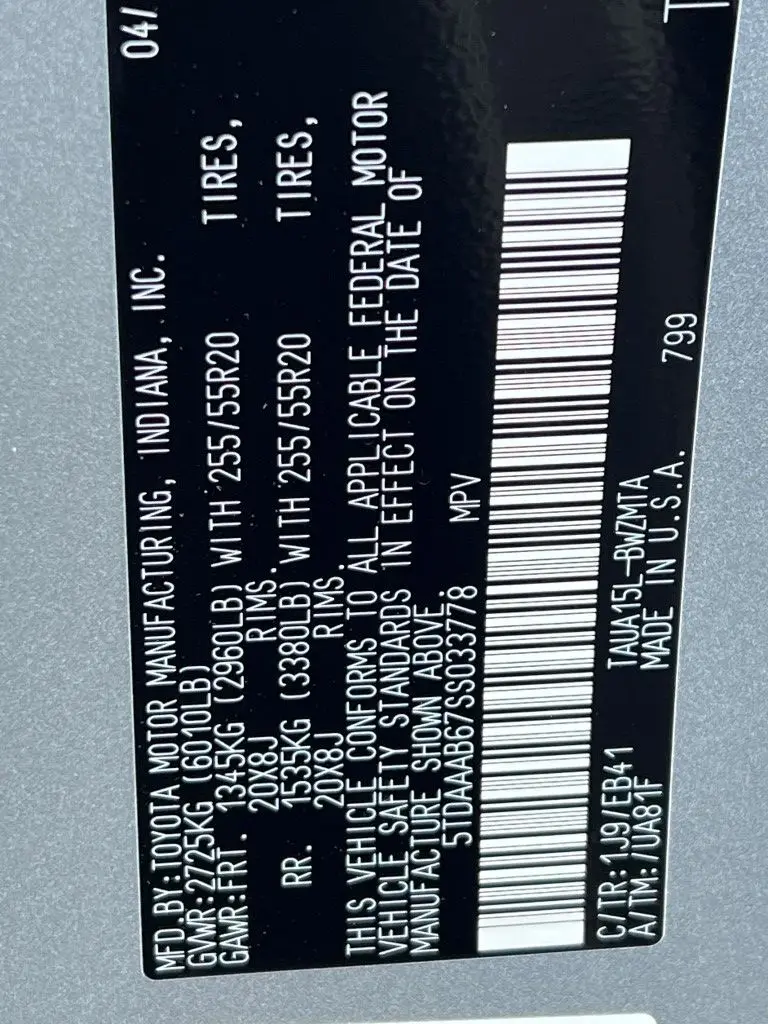 04/
MFD.BY:TOYOTA MOTOR MANUFACTURING, INDIANA, INC.
GVWR:2725KG (6010LB)
GAWR:FRT. 1345KG (2960LB) WITH 255/55R20 TIRES,
20X8J RIMS.
RR. 1535KG (3380LB) WITH 255/55R20 TIRES,
20X8J RIMS.
THIS VEHICLE CONFORMS TO ALL APPLICABLE FEDERAL MOTOR
VEHICLE SAFETY STANDARDS IN EFFECT ON THE DATE OF
MANUFACTURE SHOWN ABOVE.
5TDAAAB67SS033778 MPV
C/TR:1J9/EB41 TAUA15L-BWZMTA
A/TM:/UA81F MADE IN U.S.A. 799